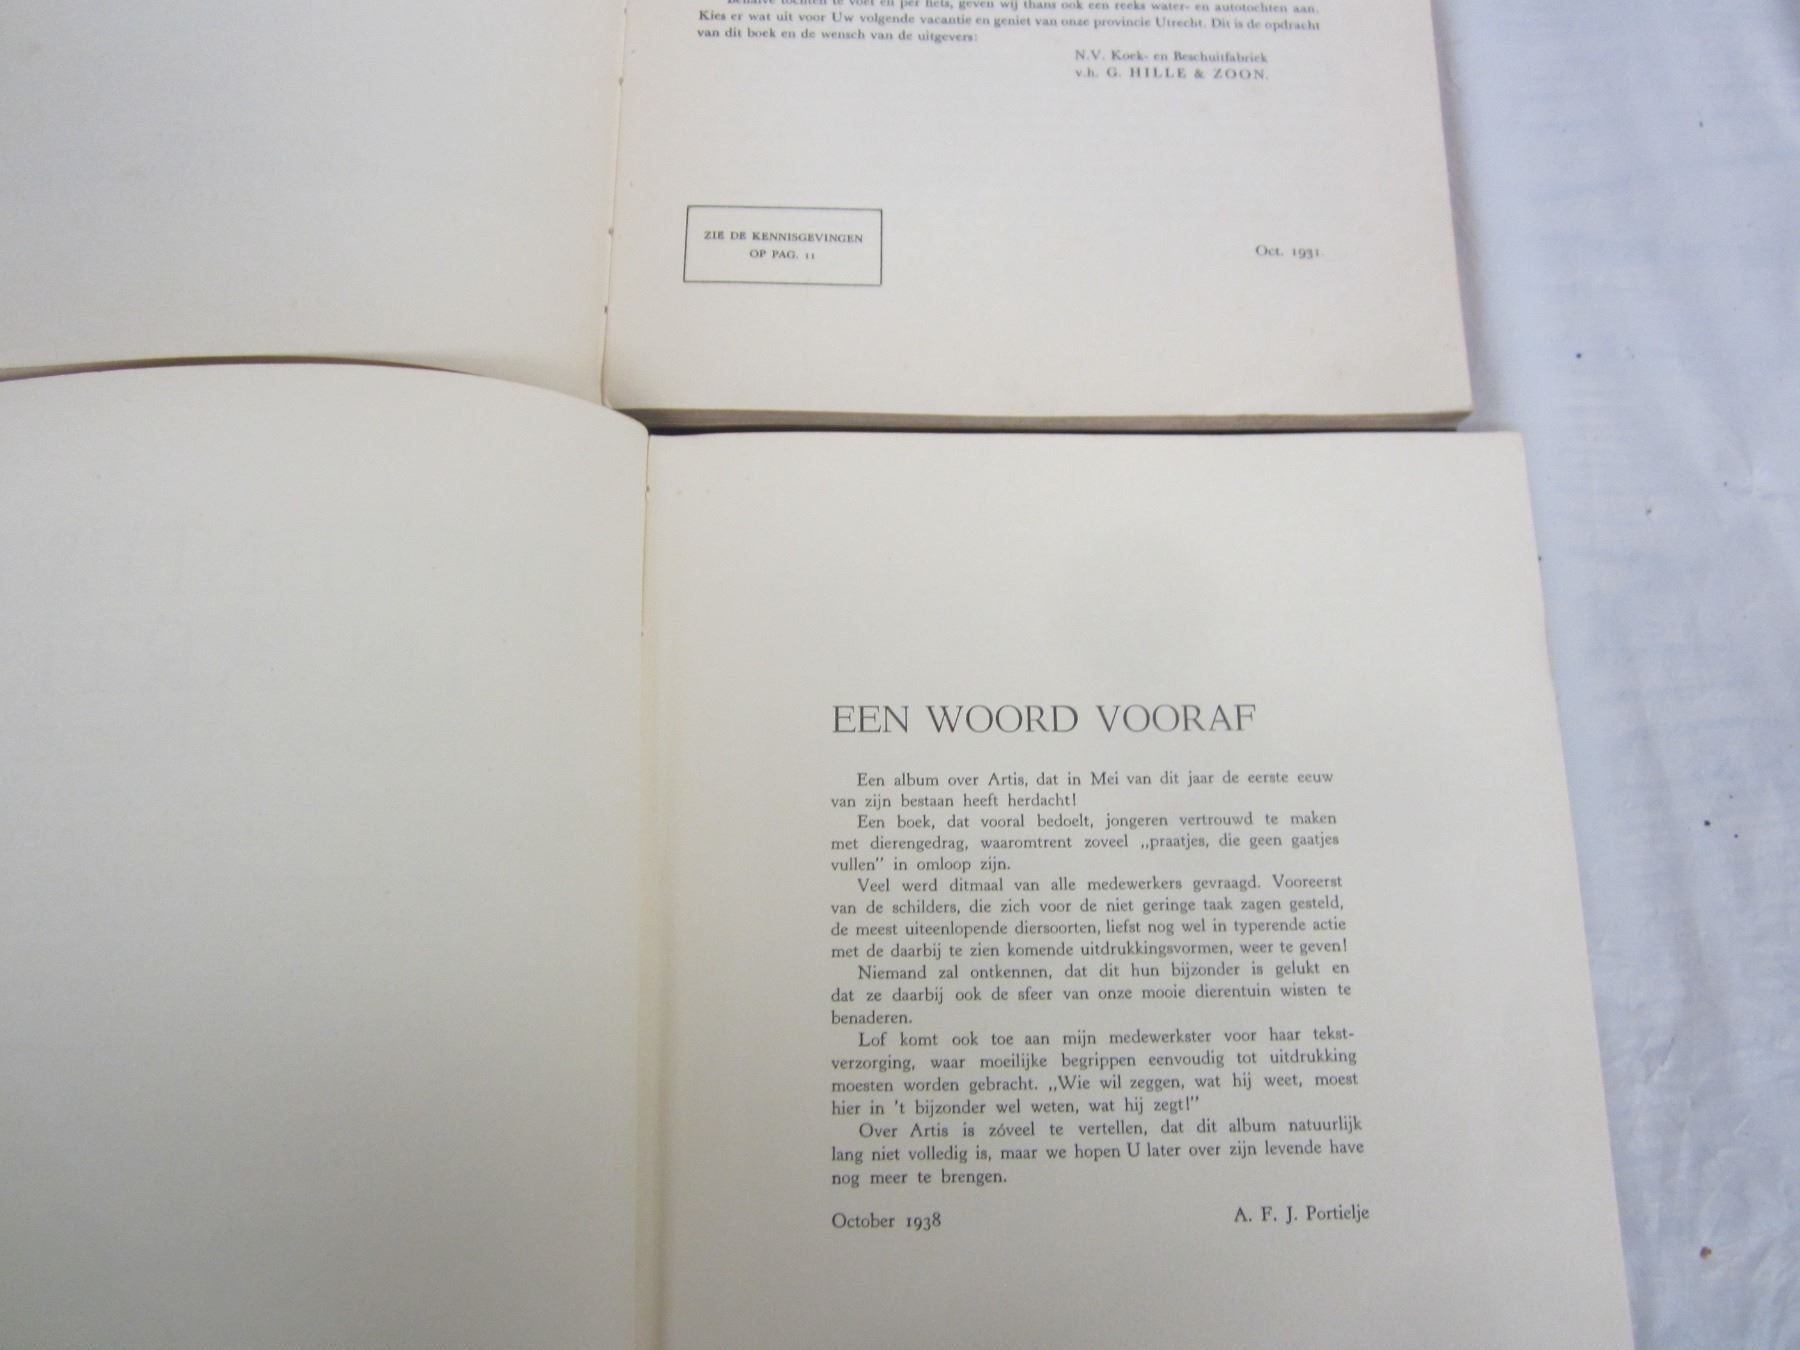 Behalve tochten te voet en per fiets, geven wij thans ook een reeks water- en autotochten aan.
Kies er wat uit voor Uw volgende vacantie en geniet van onze provincie Utrecht. Dit is de opdracht
van dit boek en de wensch van de uitgevers:
N.V. Koek- en Beschuitfabriek
v.h. G. HILLE & ZOON.
ZIE DE KENNISGEVINGEN
OP PAG. 11
Oct. 1931.
EEN WOORD VOORAF
Een album over Artis, dat in Mei van dit jaar de eerste eeuw
van zijn bestaan heeft herdacht!
Een boek, dat vooral bedoelt, jongeren vertrouwd te maken
met dierengedrag, waaromtrent zoveel „praatjes, die geen gaatjes
vullen” in omloop zijn.
Veel werd ditmaal van alle medewerkers gevraagd. Vooreerst
van de schilders, die zich voor de niet geringe taak zagen gesteld,
de meest uiteenlopende diersoorten, liefst nog wel in typerende actie
met de daarbij te zien komende uitdrukkingsvormen, weer te geven!
Niemand zal ontkennen, dat dit hun bijzonder is gelukt en
dat ze daarbij ook de sfeer van onze mooie dierentuin wisten te
benaderen.
Lof komt ook toe aan mijn medewerkster voor haar tekst-
verzorging, waar moeilijke begrippen eenvoudig tot uitdrukking
moesten worden gebracht. „Wie wil zeggen, wat hij weet, moest
hier in 't bijzonder wel weten, wat hij zegt!”
Over Artis is zóveel te vertellen, dat dit album natuurlijk
lang niet volledig is, maar we hopen U later over zijn levende have
nog meer te brengen.
October 1938
A. F. J. Portielje